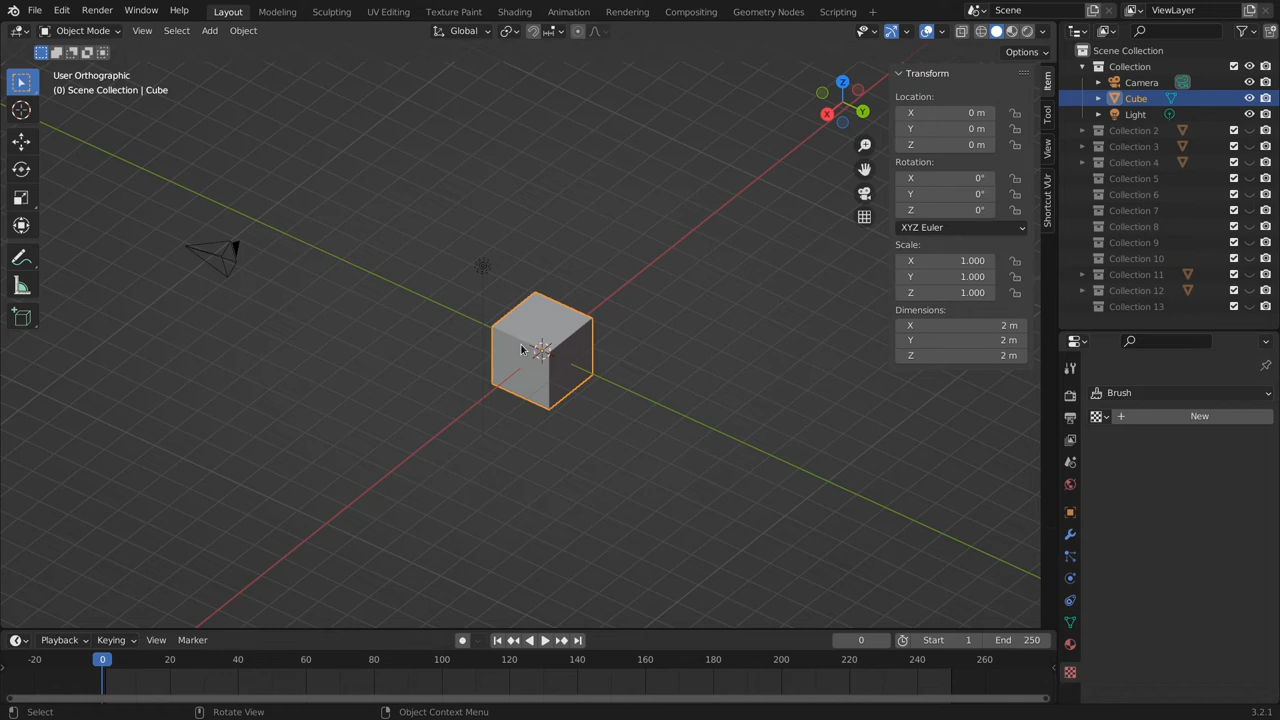 File Edit Render Window Help Layout Modeling Sculpting UV Editing Texture Paint Shading Animation Rendering Compositing Geometry Nodes Scripting + Scene ViewLayer
Object Mode View Select Add Object Global
Options
User Orthographic
(0) Scene Collection | Cube
Z
Y
X
Transform
Location:
X 0 m
Y 0 m
Z 0 m
Rotation:
X 0°
Y 0°
Z 0°
XYZ Euler
Scale:
X 1.000
Y 1.000
Z 1.000
Dimensions:
X 2 m
Y 2 m
Z 2 m
Item
Tool
View
Shortcut VUr
Scene Collection
Collection
Camera
Cube
Light
Collection 2
Collection 3
Collection 4
Collection 5
Collection 6
Collection 7
Collection 8
Collection 9
Collection 10
Collection 11
Collection 12
Collection 13
Brush
+ New
Playback Keying View Marker 0 Start 1 End 250
-20 0 20 40 60 80 100 120 140 160 180 200 220 240 260
Select Rotate View Object Context Menu 3.2.1